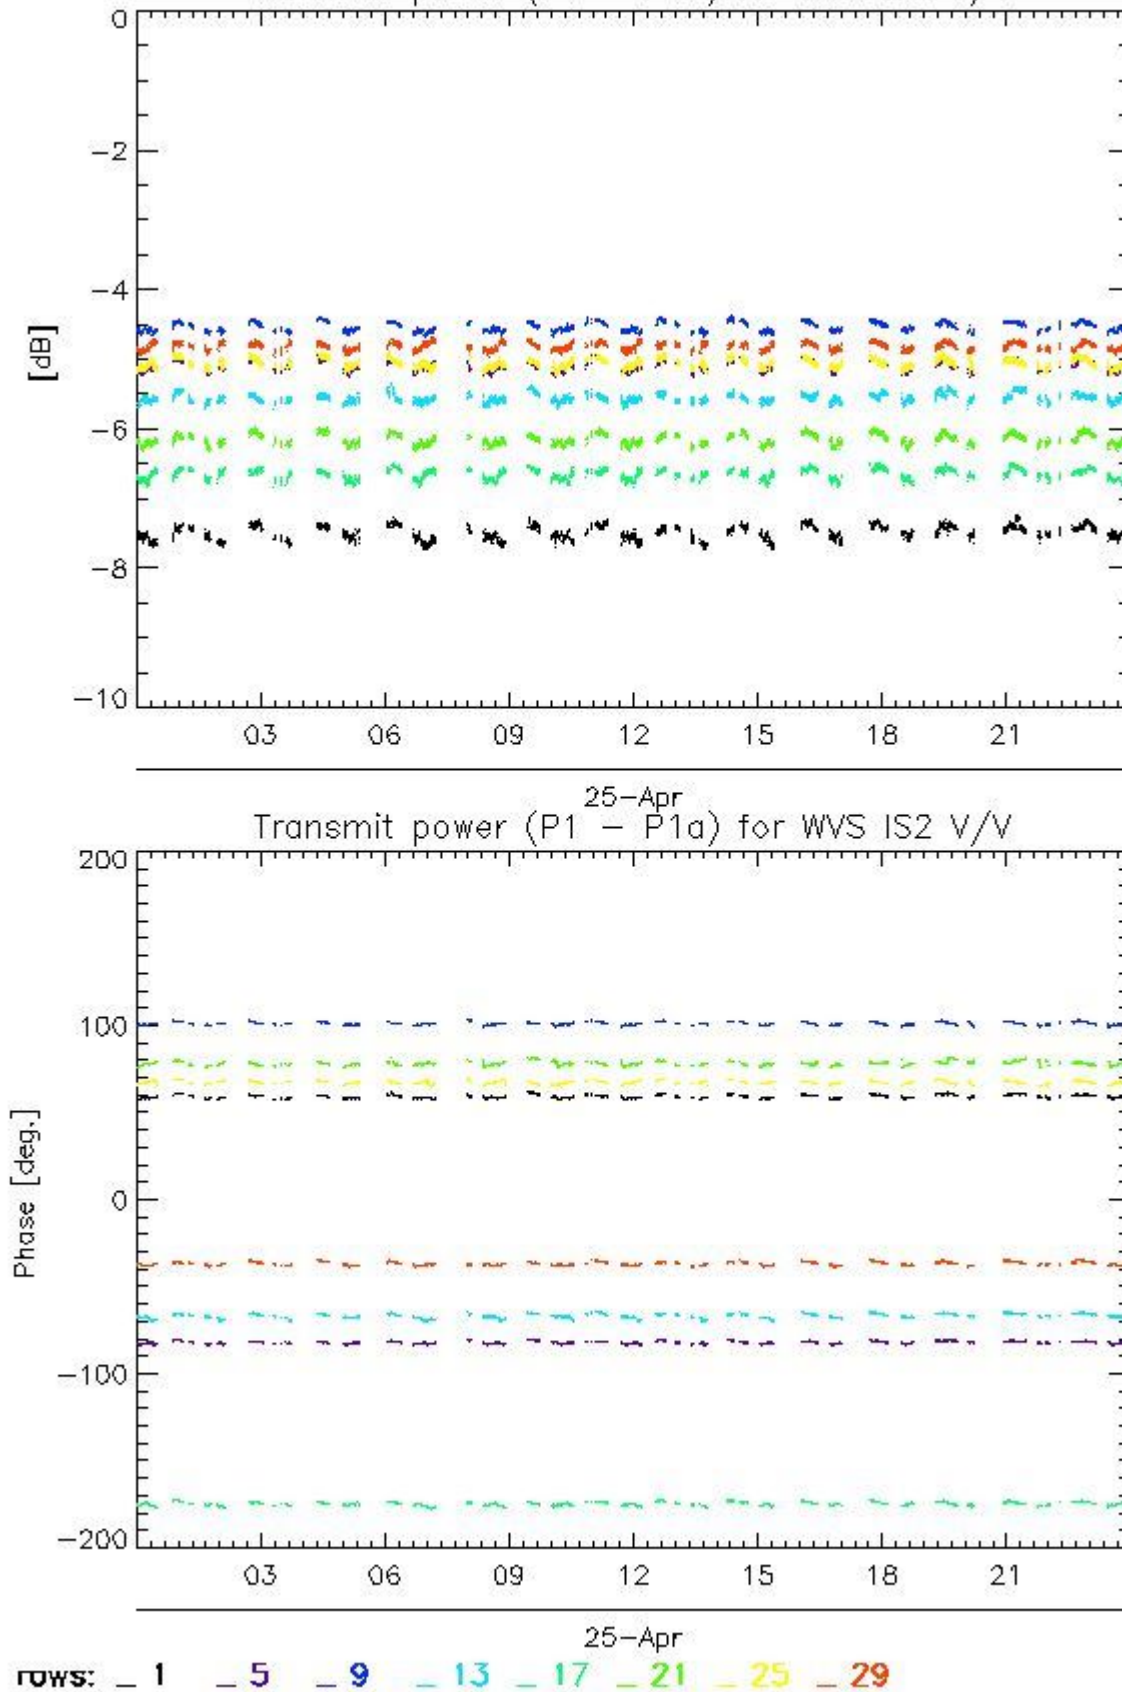 0
-2
-4
[dB]
-6
-8
-10
03 06 09 12 15 18 21
25-Apr
Transmit power (P1 - P1a) for WVS IS2 V/V
200
100
Phase [deg.]
0
-100
-200
03 06 09 12 15 18 21
25-Apr
rows: _ 1 _ 5 _ 9 _ 13 _ 17 _ 21 _ 25 _ 29